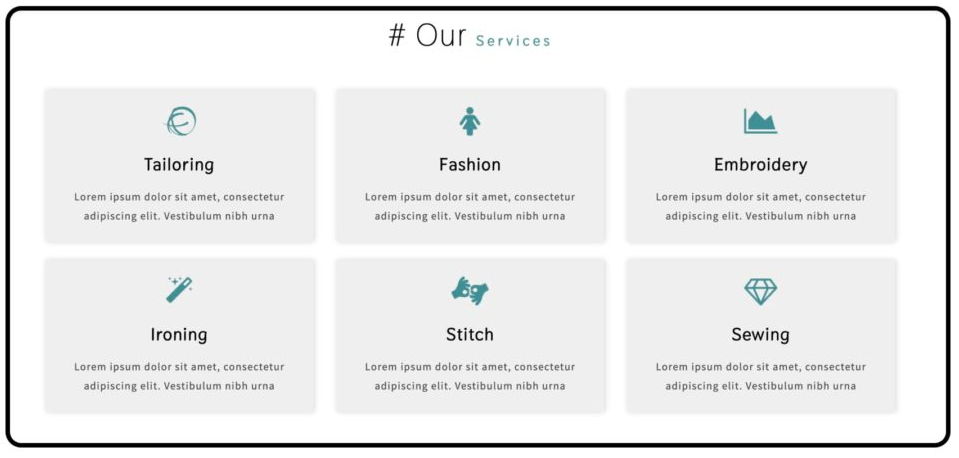 # Our Services
Tailoring
Lorem ipsum dolor sit amet, consectetur
adipiscing elit. Vestibulum nibh urna
Fashion
Lorem ipsum dolor sit amet, consectetur
adipiscing elit. Vestibulum nibh urna
Embroidery
Lorem ipsum dolor sit amet, consectetur
adipiscing elit. Vestibulum nibh urna
Ironing
Lorem ipsum dolor sit amet, consectetur
adipiscing elit. Vestibulum nibh urna
Stitch
Lorem ipsum dolor sit amet, consectetur
adipiscing elit. Vestibulum nibh urna
Sewing
Lorem ipsum dolor sit amet, consectetur
adipiscing elit. Vestibulum nibh urna